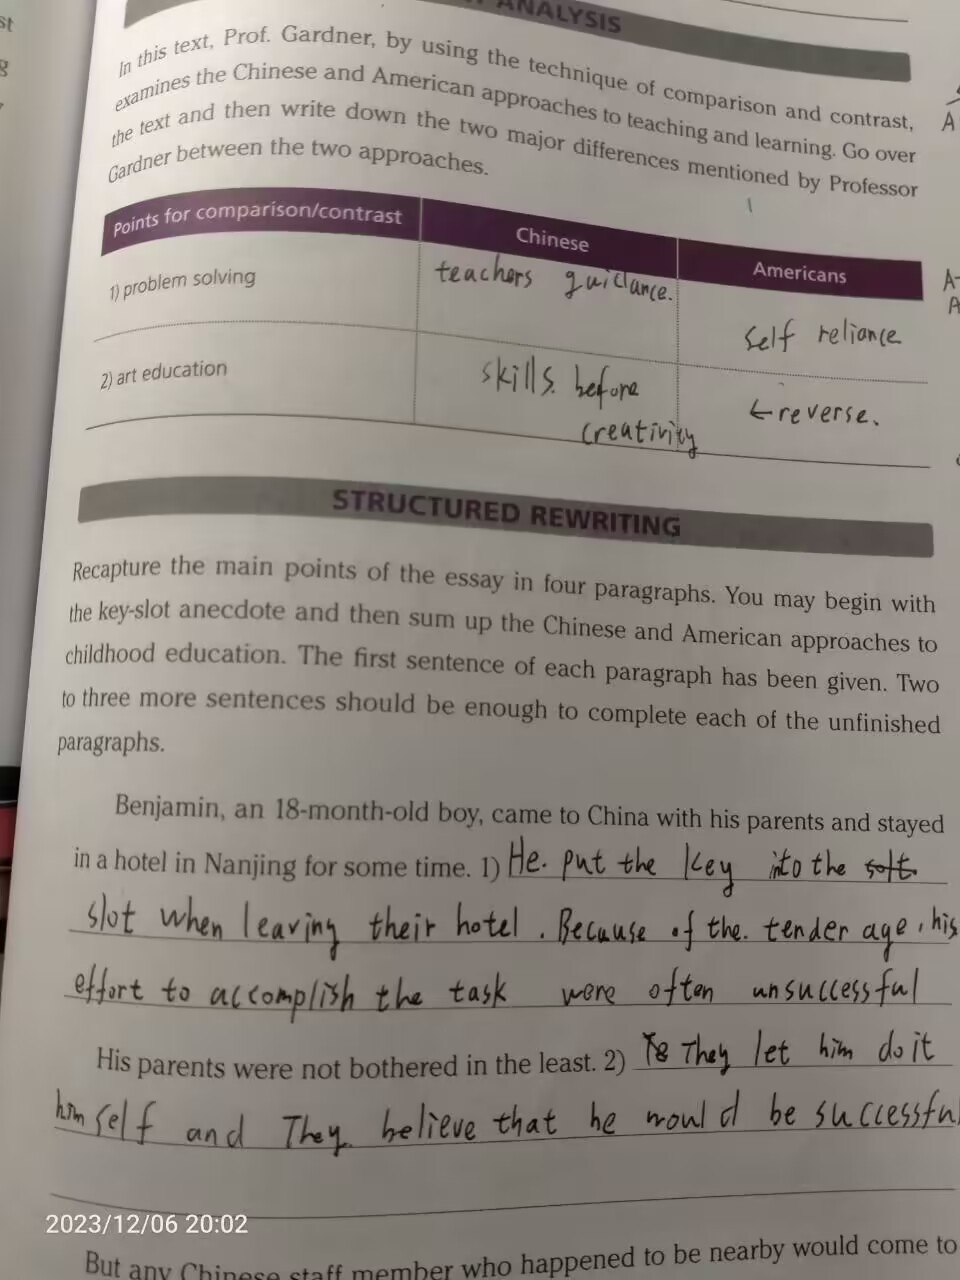 ANALYSIS
In this text, Prof. Gardner, by using the technique of comparison and contrast,
examines the Chinese and American approaches to teaching and learning. Go over
the text and then write down the two major differences mentioned by Professor
Gardner between the two approaches.
Points for comparison/contrast Chinese Americans
1) problem solving teachers guidance. self reliance
2) art education skills. before creativity ←reverse.
STRUCTURED REWRITING
Recapture the main points of the essay in four paragraphs. You may begin with
the key-slot anecdote and then sum up the Chinese and American approaches to
childhood education. The first sentence of each paragraph has been given. Two
to three more sentences should be enough to complete each of the unfinished
paragraphs.
Benjamin, an 18-month-old boy, came to China with his parents and stayed
in a hotel in Nanjing for some time. 1) He. put the key into the
slot when leaving their hotel. Because of the. tender age, his
effort to accomplish the task were often unsuccessful
His parents were not bothered in the least. 2) They let him do it
himself and They believe that he would be successful
2023/12/06 20:02
But any Chinese staff member who happened to be nearby would come to